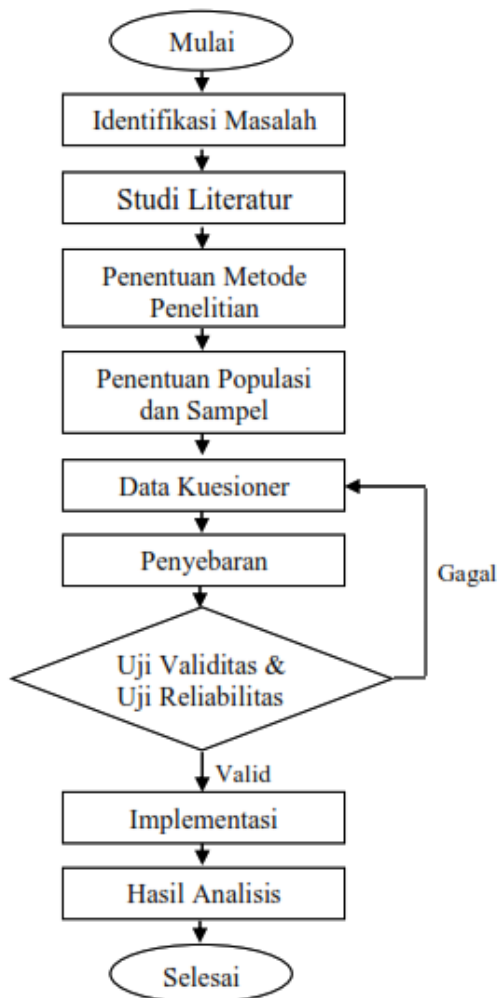 Mulai
Identifikasi Masalah
Studi Literatur
Penentuan Metode
Penelitian
Penentuan Populasi
dan Sampel
Data Kuesioner
Penyebaran
Gagal
Uji Validitas &
Uji Reliabilitas
Valid
Implementasi
Hasil Analisis
Selesai